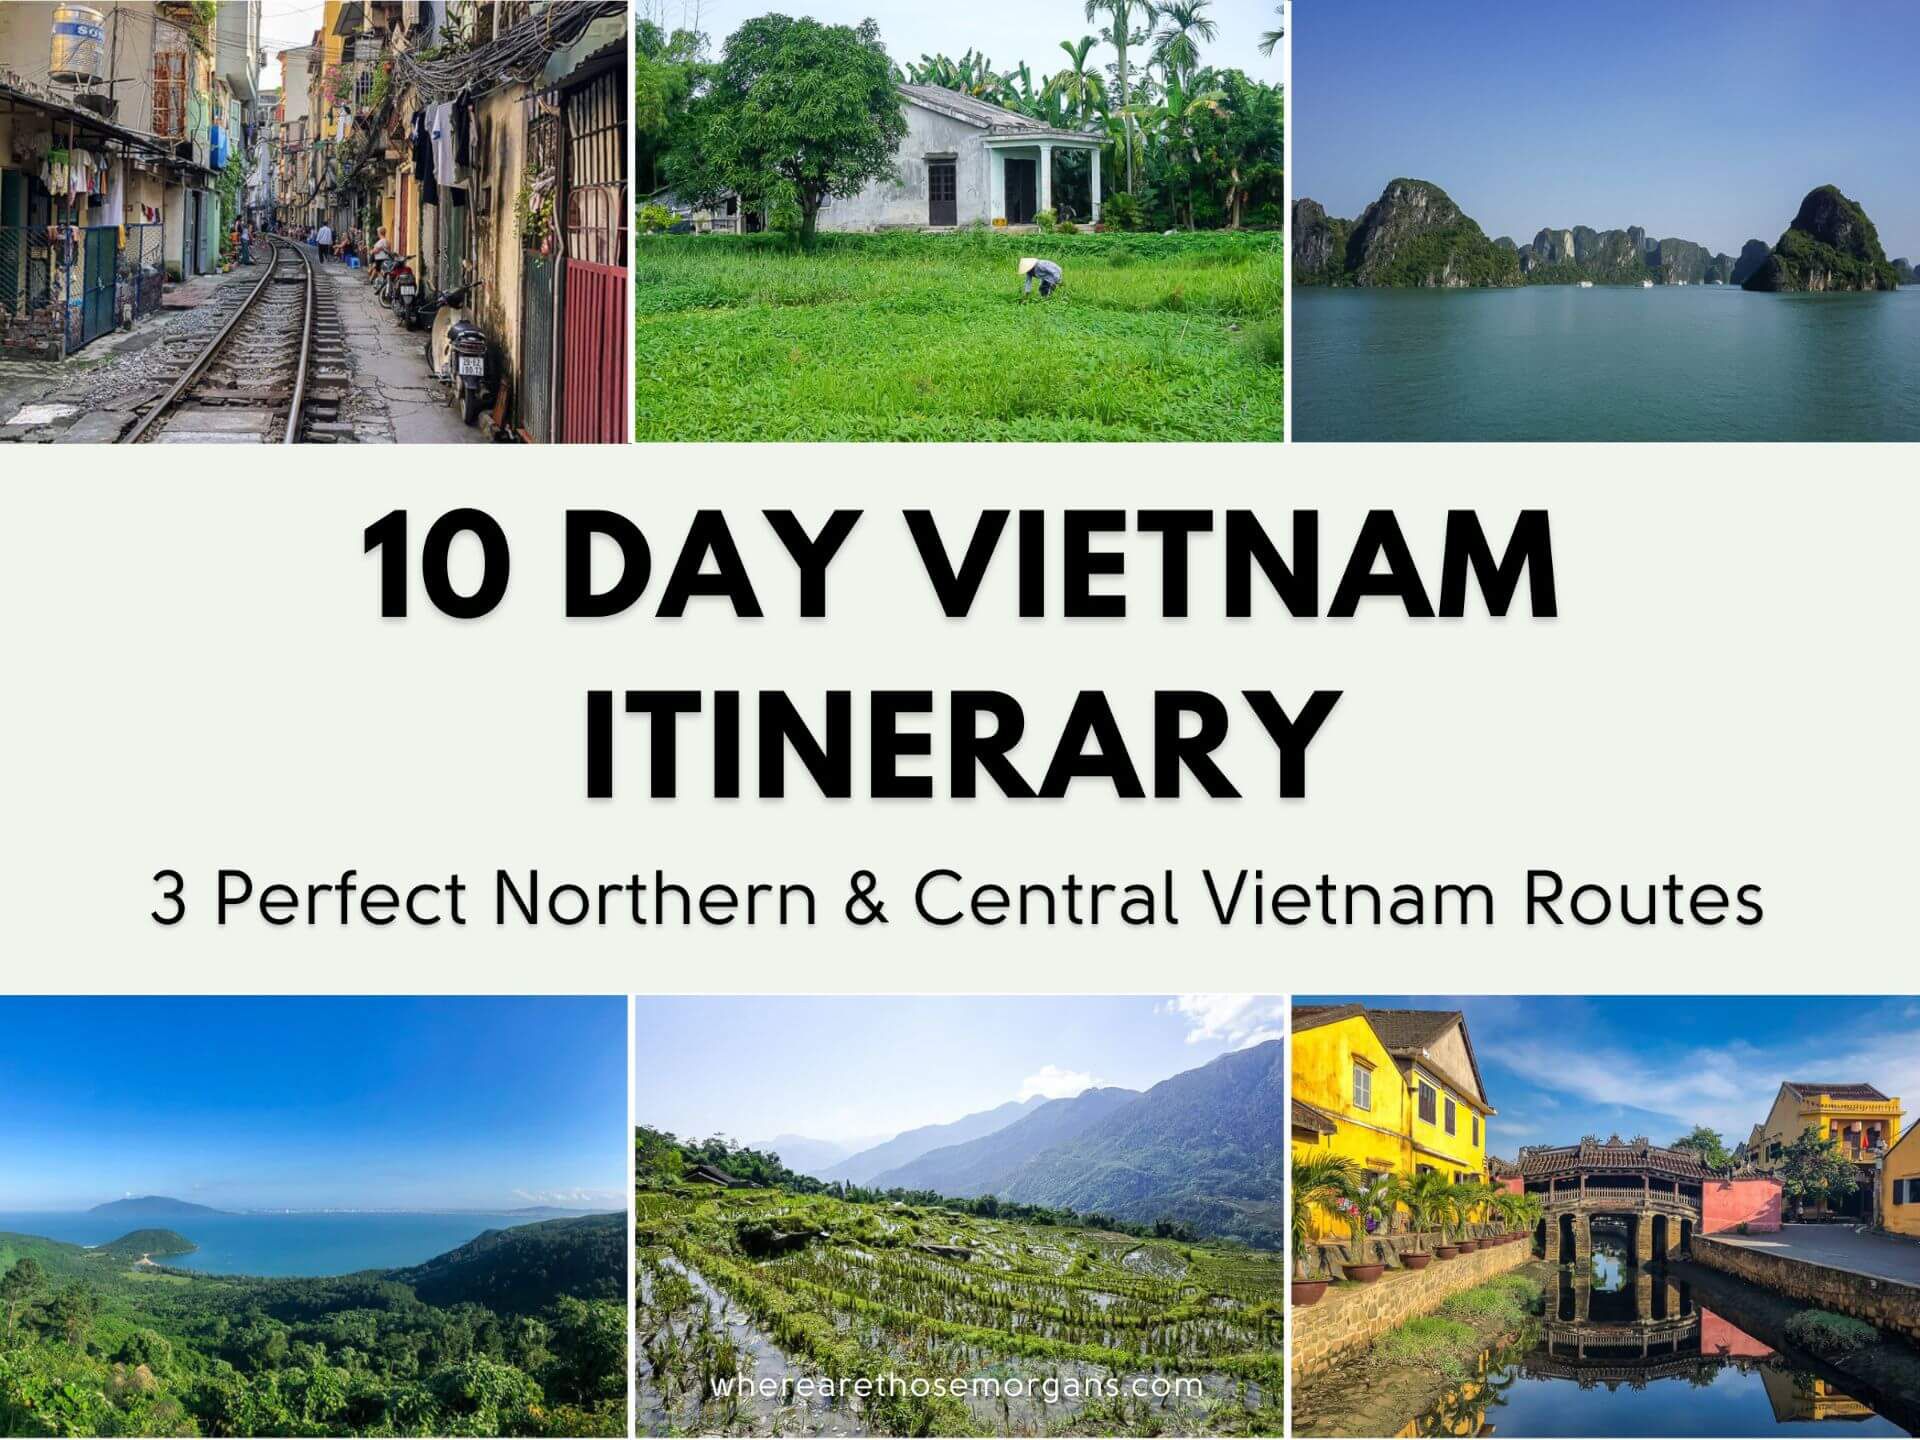 10 DAY VIETNAM
ITINERARY
3 Perfect Northern & Central Vietnam Routes
wherearethosemorgans.com